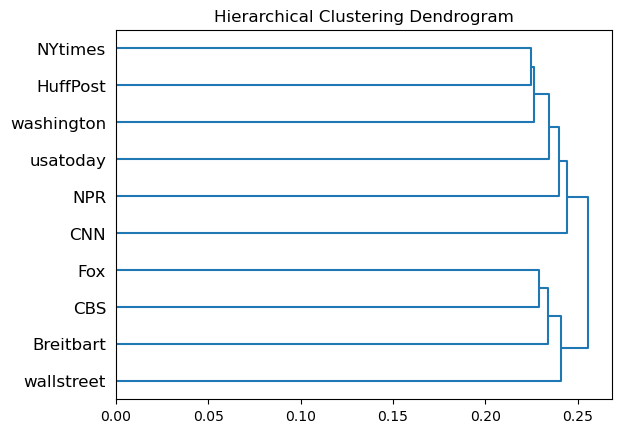 Hierarchical Clustering Dendrogram
NYtimes
HuffPost
washington
usatoday
NPR
CNN
Fox
CBS
Breitbart
wallstreet
0.00 0.05 0.10 0.15 0.20 0.25